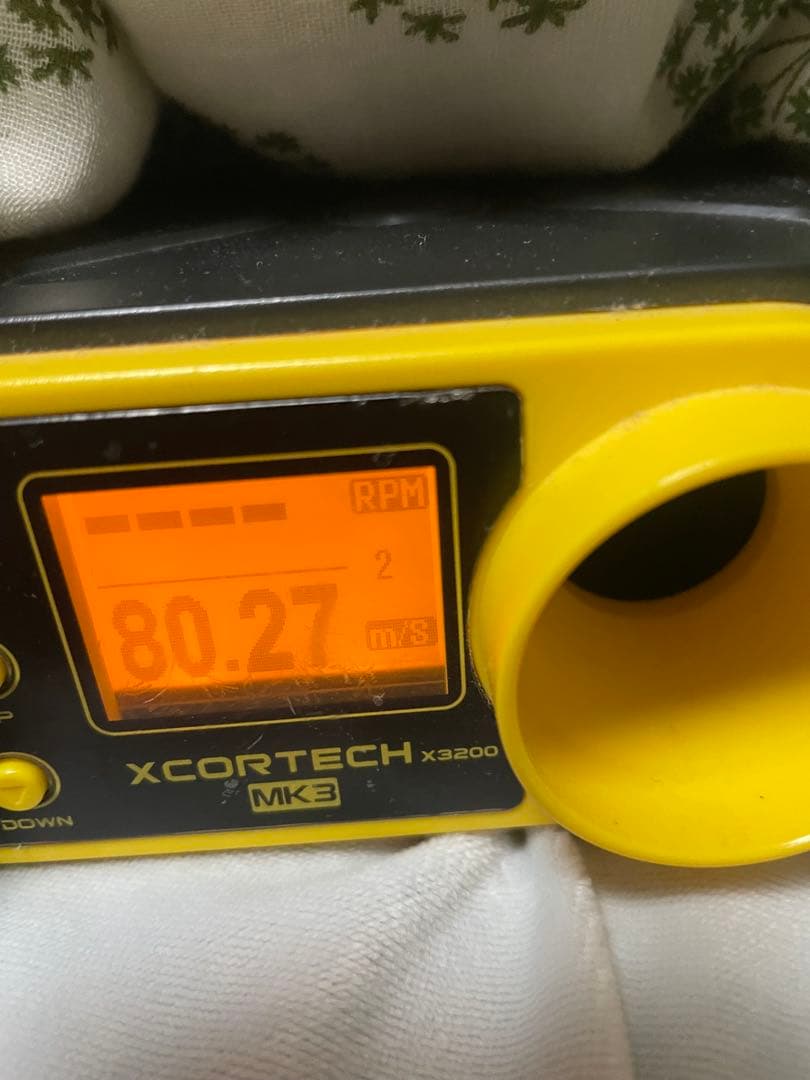 RPM
2
80.27 m/S
XCORTECH X3200
MK3
DOWN